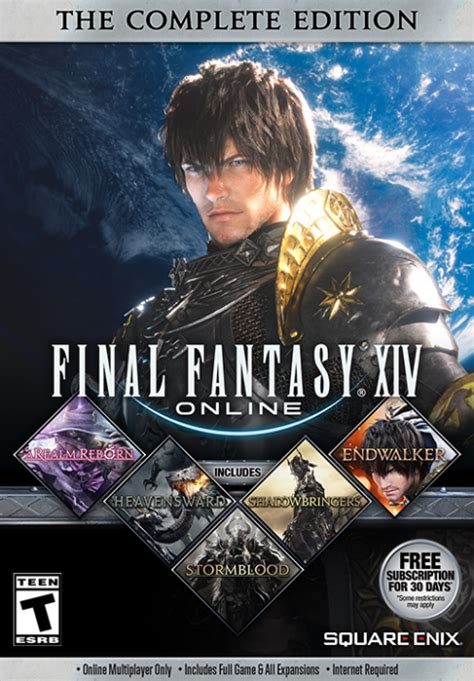 THE COMPLETE EDITION
FINAL FANTASY® XIV
ONLINE
A REALM REBORN
INCLUDES
ENDWALKER
HEAVENSWARD
SHADOWBRINGERS
STORMBLOOD
FREE
SUBSCRIPTION
FOR 30 DAYS*
*Some restrictions
may apply
TEEN
T
ESRB
SQUARE ENIX
• Online Multiplayer Only • Includes Full Game & All Expansions • Internet Required